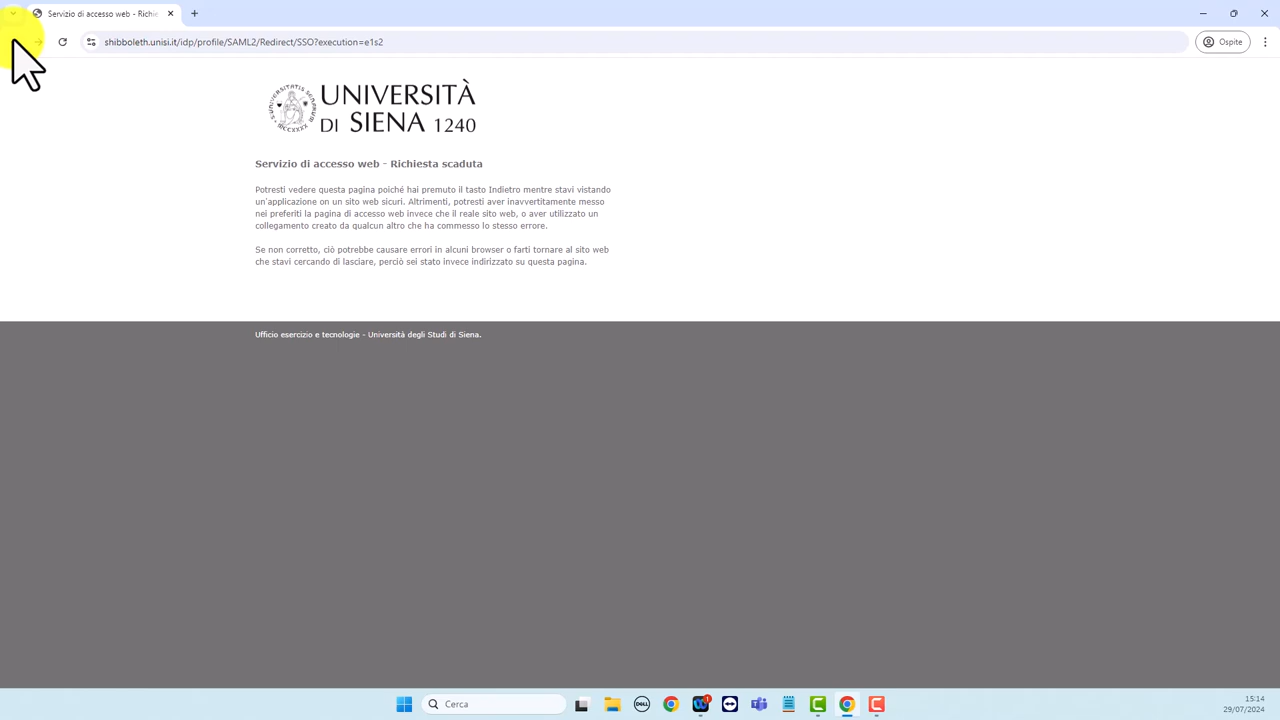 Servizio di accesso web - Richie
shibboleth.unisi.it/idp/profile/SAML2/Redirect/SSO?execution=e1s2
Ospite
UNIVERSITÀ
DI SIENA 1240
Servizio di accesso web - Richiesta scaduta
Potresti vedere questa pagina poiché hai premuto il tasto Indietro mentre stavi vistando
un'applicazione on un sito web sicuri. Altrimenti, potresti aver inavvertitamente messo
nei preferiti la pagina di accesso web invece che il reale sito web, o aver utilizzato un
collegamento creato da qualcun altro che ha commesso lo stesso errore.
Se non corretto, ciò potrebbe causare errori in alcuni browser o farti tornare al sito web
che stavi cercando di lasciare, perciò sei stato invece indirizzato su questa pagina.
Ufficio esercizio e tecnologie - Università degli Studi di Siena.
Cerca
DELL
1
15:14
29/07/2024